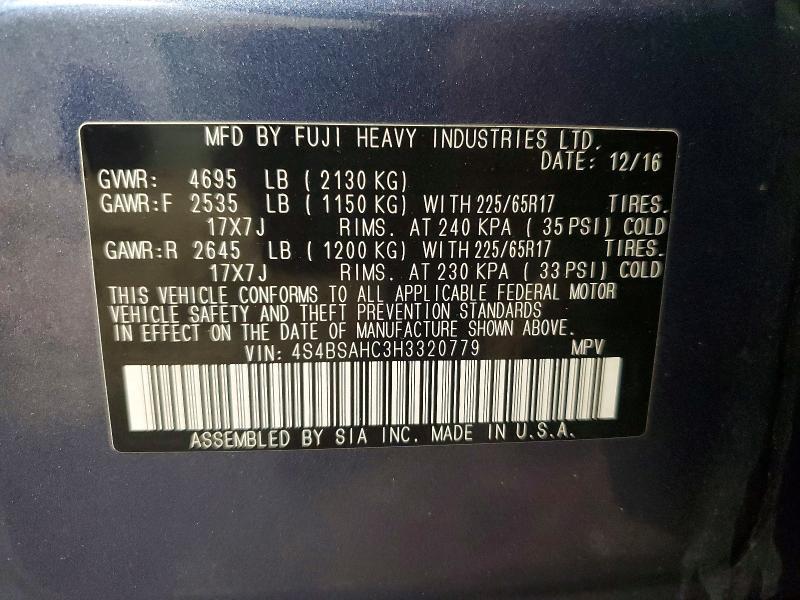 MFD BY FUJI HEAVY INDUSTRIES LTD.
DATE: 12/16
GVWR: 4695 LB ( 2130 KG)
GAWR:F 2535 LB ( 1150 KG) WITH 225/65R17 TIRES.
17X7J RIMS. AT 240 KPA ( 35 PSI) COLD
GAWR:R 2645 LB ( 1200 KG) WITH 225/65R17 TIRES.
17X7J RIMS. AT 230 KPA ( 33 PSI) COLD
THIS VEHICLE CONFORMS TO ALL APPLICABLE FEDERAL MOTOR
VEHICLE SAFETY AND THEFT PREVENTION STANDARDS
IN EFFECT ON THE DATE OF MANUFACTURE SHOWN ABOVE.
VIN: 4S4BSAHC3H3320779 MPV
ASSEMBLED BY SIA INC. MADE IN U.S.A.